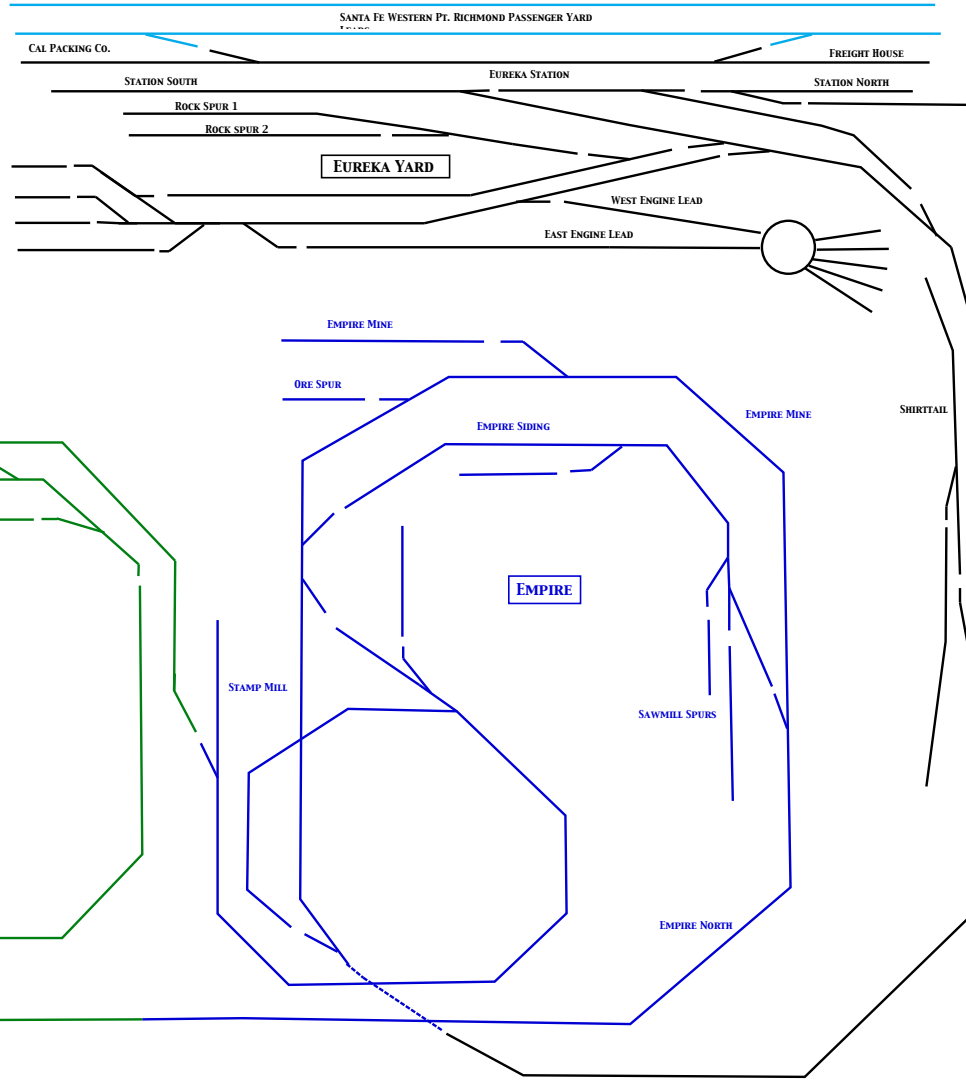 Santa Fe Western Pt. Richmond Passenger Yard
Cal Packing Co.
Freight House
Station South
Eureka Station
Station North
Rock Spur 1
Rock spur 2
Eureka Yard
West Engine Lead
East Engine Lead
Empire Mine
Ore Spur
Empire Siding
Empire Mine
Shirttail
Empire
Stamp Mill
Sawmill Spurs
Empire North